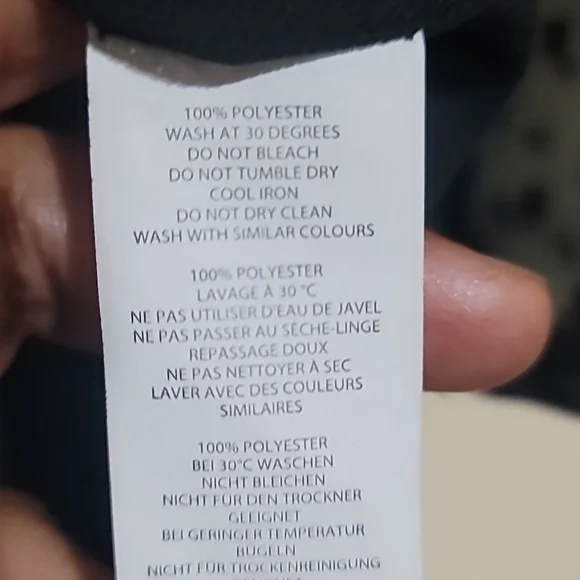 100% POLYESTER
WASH AT 30 DEGREES
DO NOT BLEACH
DO NOT TUMBLE DRY
COOL IRON
DO NOT DRY CLEAN
WASH WITH SIMILAR COLOURS
100% POLYESTER
LAVAGE À 30 °C
NE PAS UTILISER D'EAU DE JAVEL
NE PAS PASSER AU SÈCHE-LINGE
REPASSAGE DOUX
NE PAS NETTOYER À SEC
LAVER AVEC DES COULEURS
SIMILAIRES
100% POLYESTER
BEI 30°C WASCHEN
NICHT BLEICHEN
NICHT FÜR DEN TROCKNER
GEEIGNET
BEI GERINGER TEMPERATUR
BÜGELN
NICHT FÜR TROCKENREINIGUNG